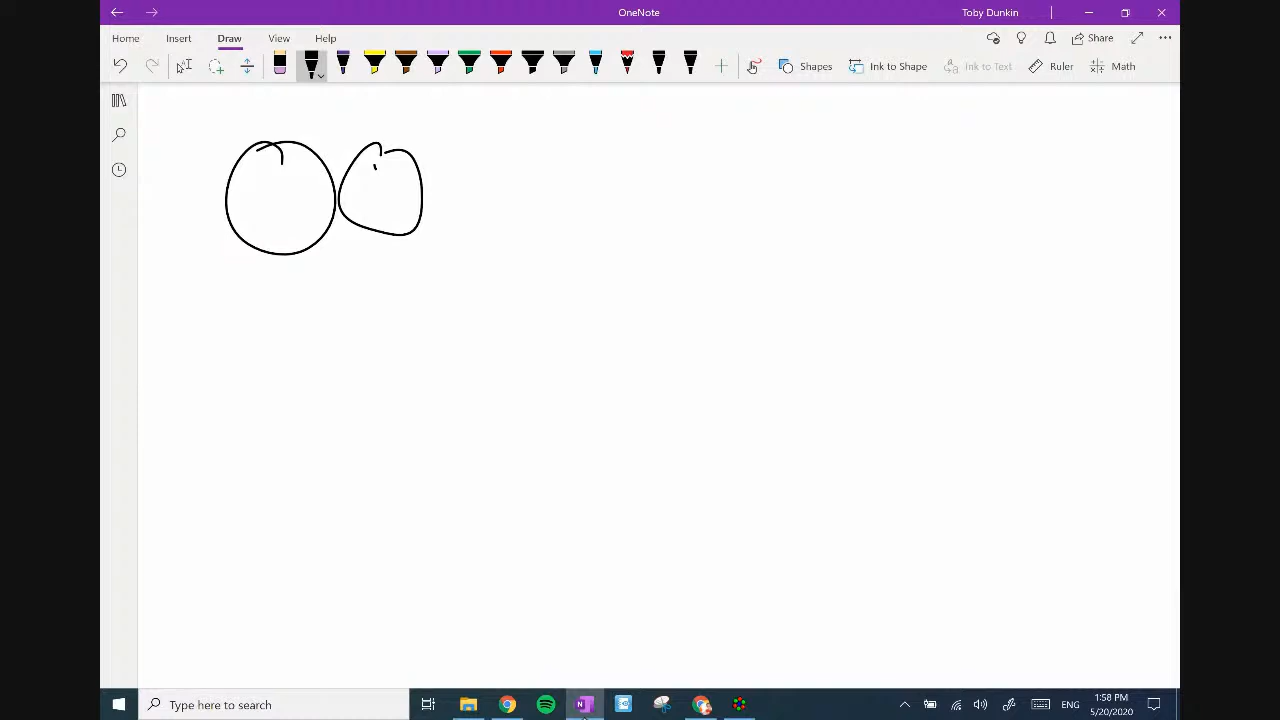 OneNote
Toby Dunkin
Home Insert Draw View Help
Share
Shapes Ink to Shape Ink to Text Ruler Math
Type here to search
ENG
1:58 PM
5/20/2020